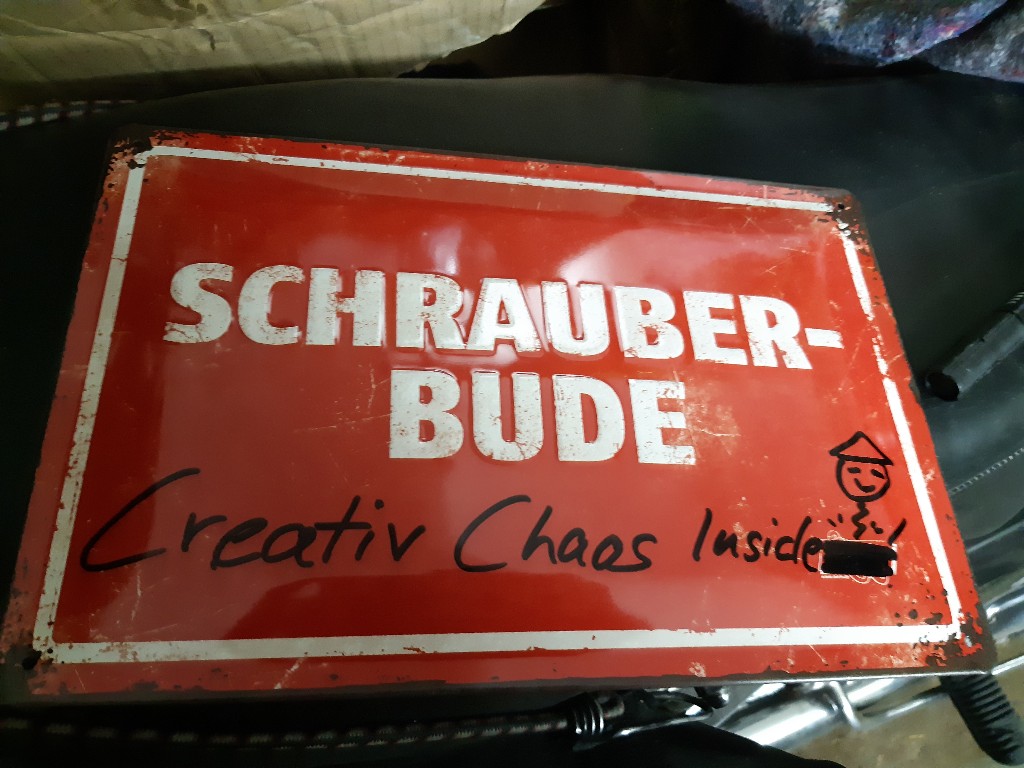 SCHRAUBER-
BUDE
Creativ Chaos Inside!